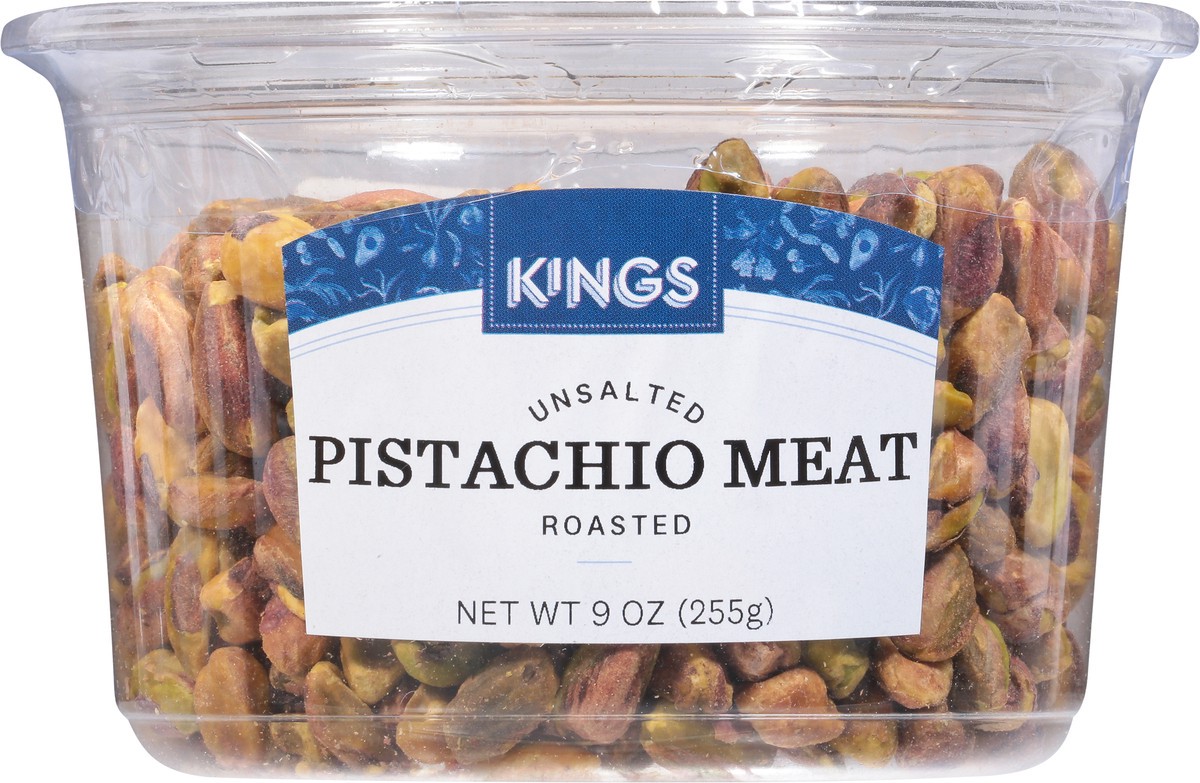 KINGS
UNSALTED
PISTACHIO MEAT
ROASTED
NET WT 9 OZ (255g)